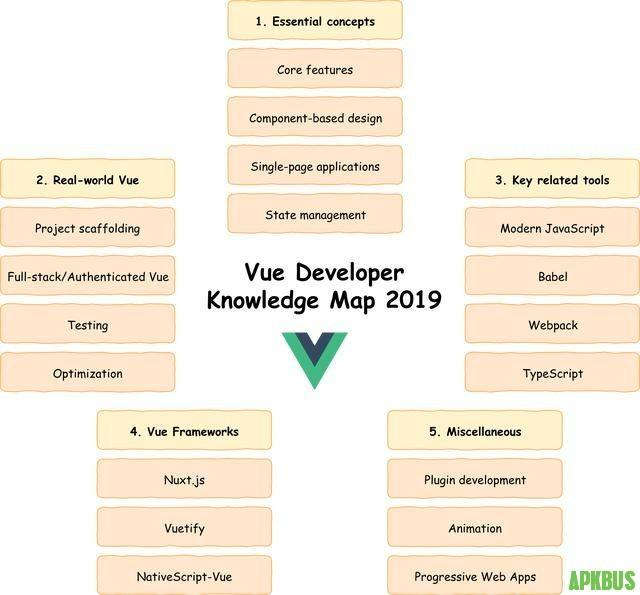 1. Essential concepts
Core features
Component-based design
Single-page applications
State management
2. Real-world Vue
Project scaffolding
Full-stack/Authenticated Vue
Testing
Optimization
3. Key related tools
Modern JavaScript
Babel
Webpack
TypeScript
Vue Developer
Knowledge Map 2019
4. Vue Frameworks
Nuxt.js
Vuetify
NativeScript-Vue
5. Miscellaneous
Plugin development
Animation
Progressive Web Apps
APKBUS